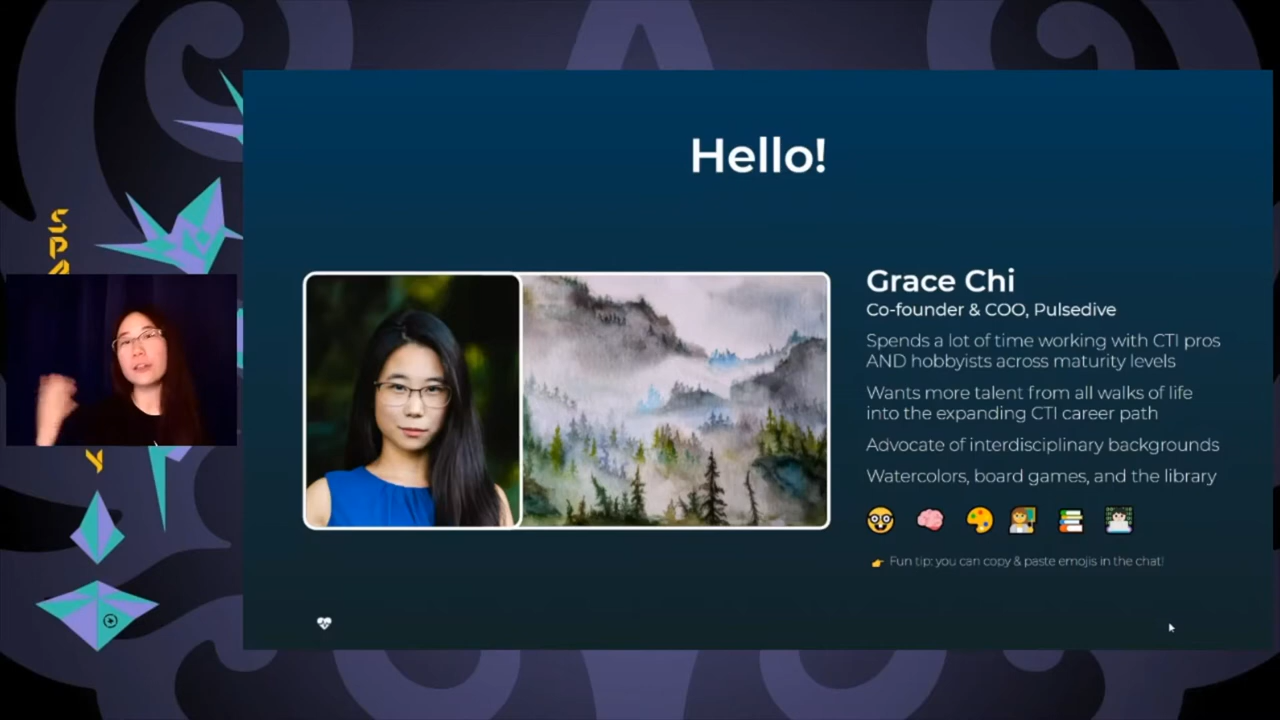 Hello!
SPA
Y
Grace Chi
Co-founder & COO, Pulsedive
Spends a lot of time working with CTI pros
AND hobbyists across maturity levels
Wants more talent from all walks of life
into the expanding CTI career path
Advocate of interdisciplinary backgrounds
Watercolors, board games, and the library
Fun tip: you can copy & paste emojis in the chat!